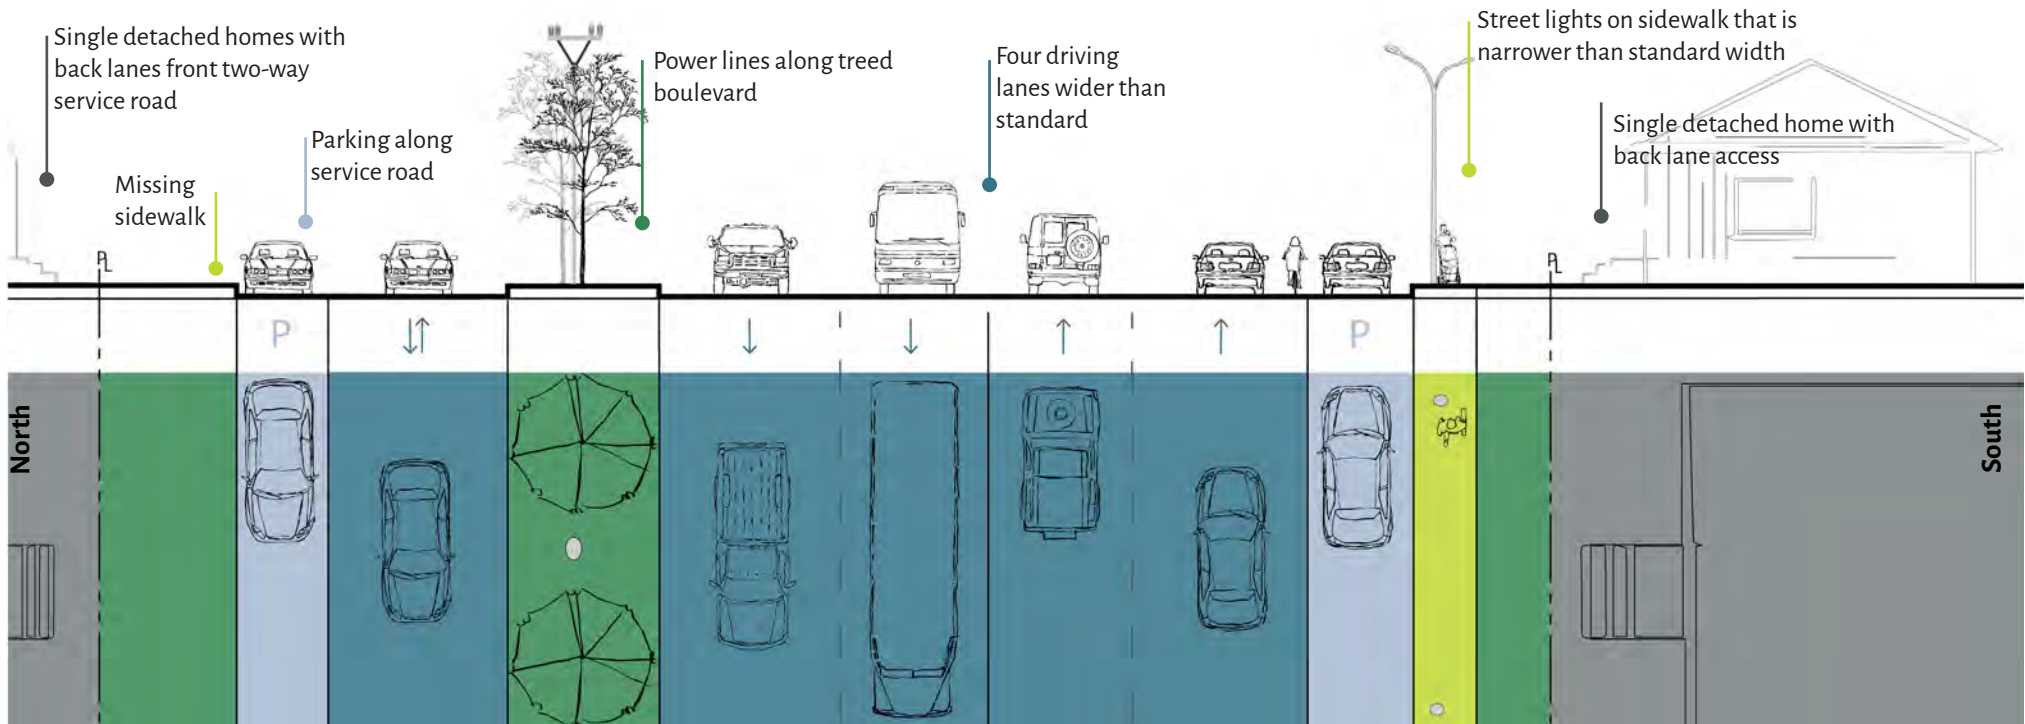 Single detached homes with
back lanes front two-way
service road
Missing
sidewalk
Parking along
service road
Power lines along treed
boulevard
Four driving
lanes wider than
standard
Street lights on sidewalk that is
narrower than standard width
Single detached home with
back lane access
PL
PL
P
P
North
South